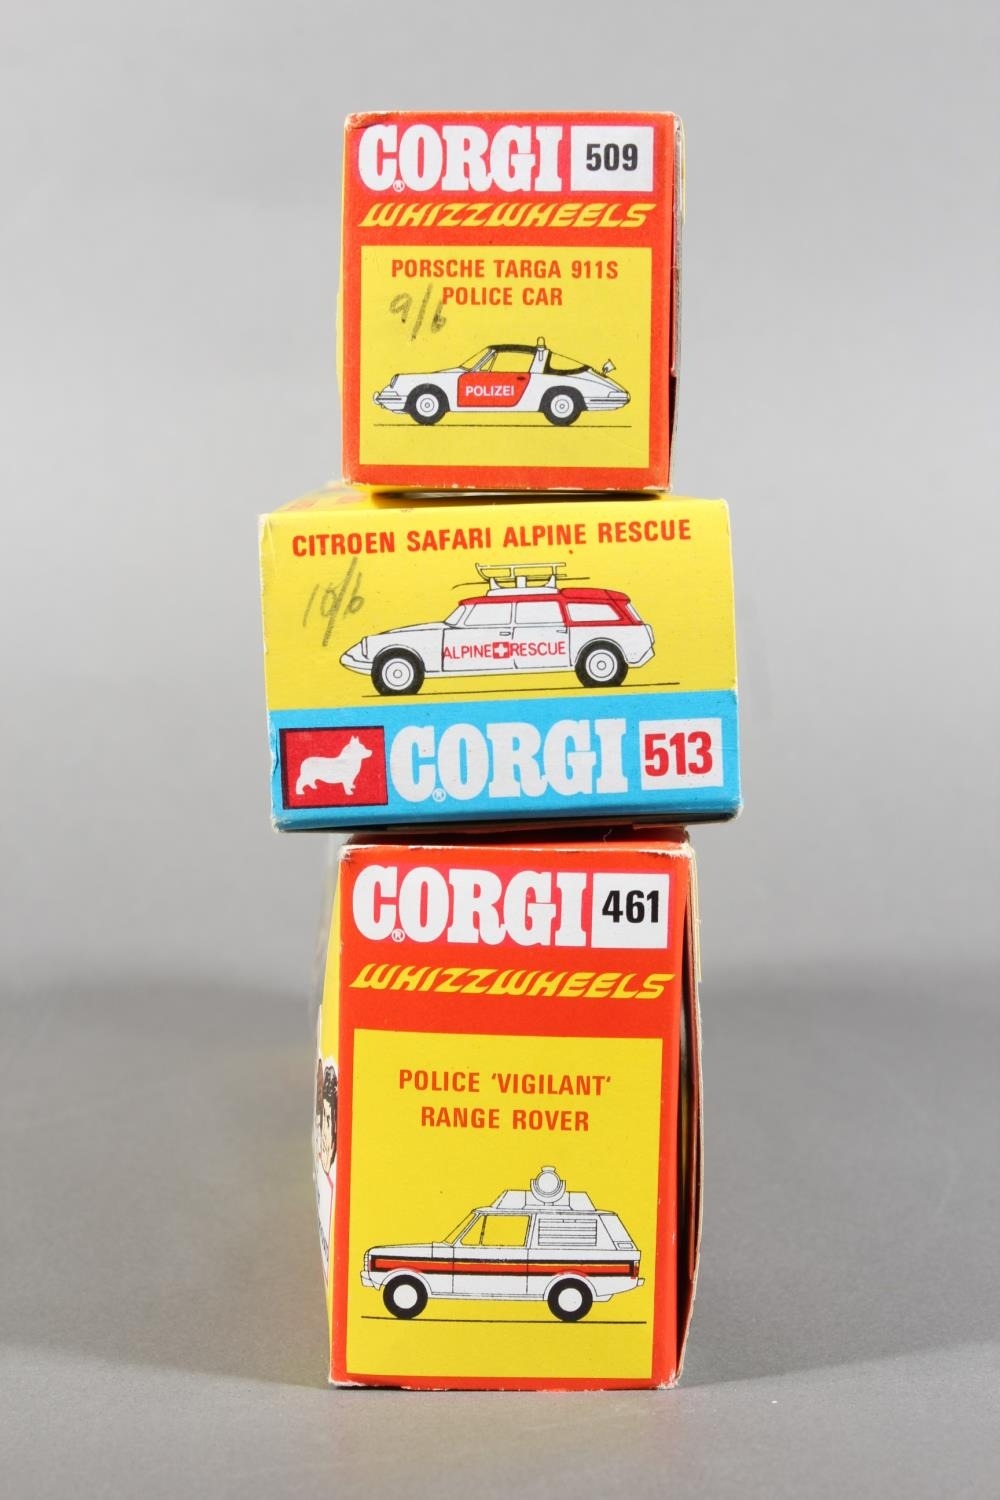 CORGI® 509
WHIZZWHEELS
PORSCHE TARGA 911S
POLICE CAR
9/6
POLIZEI
CITROEN SAFARI ALPINE RESCUE
10/6
ALPINE RESCUE
CORGI® 513
CORGI® 461
WHIZZWHEELS
POLICE 'VIGILANT'
RANGE ROVER